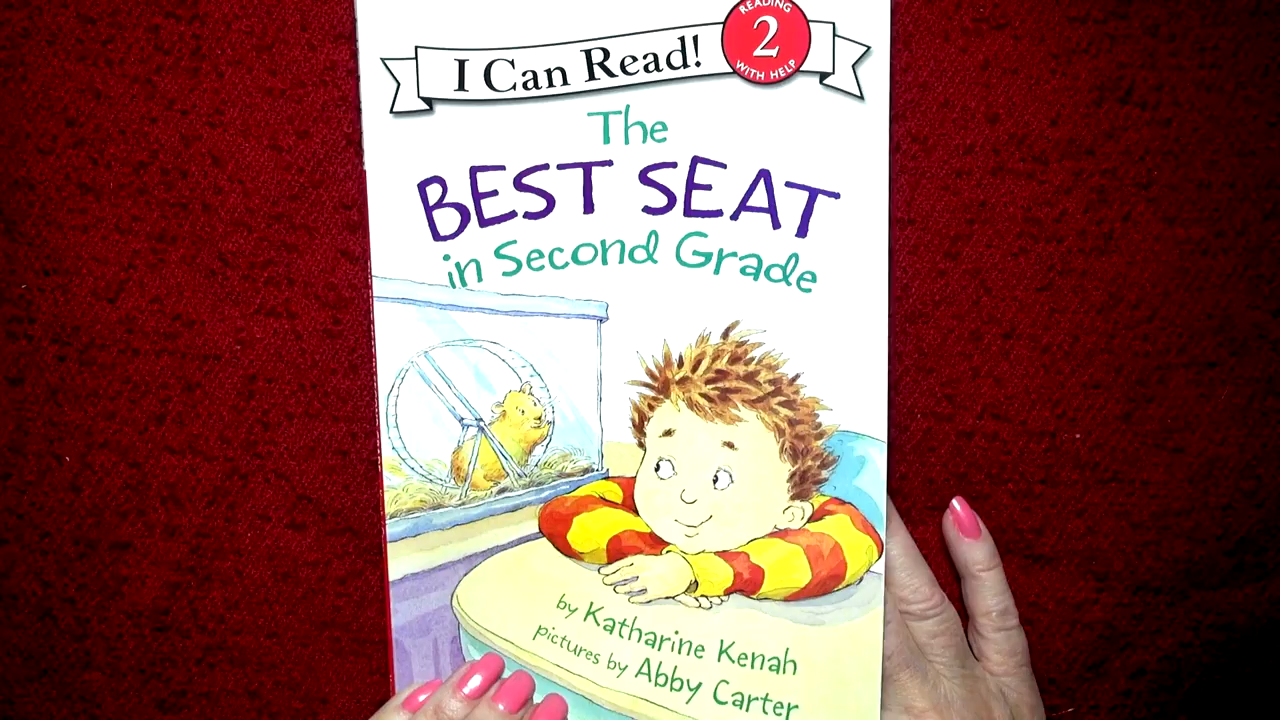 READING
2
WITH HELP
I Can Read!
The
BEST SEAT
in Second Grade
by Katharine Kenah
pictures by Abby Carter